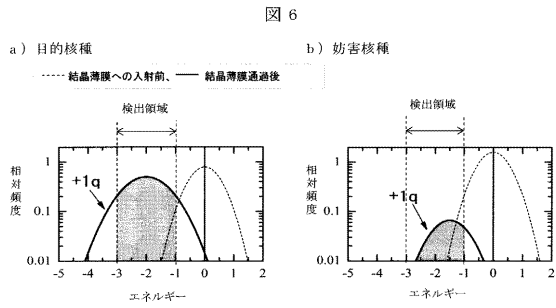 図 6
a ) 目的核種
b ) 妨害核種
結晶薄膜への入射前、 結晶薄膜通過後
検出領域
相対頻度
1
0.1
0.01
+1q
-5 -4 -3 -2 -1 0 1 2
エネルギー
検出領域
相対頻度
1
0.1
0.01
+1q
-5 -4 -3 -2 -1 0 1 2
エネルギー